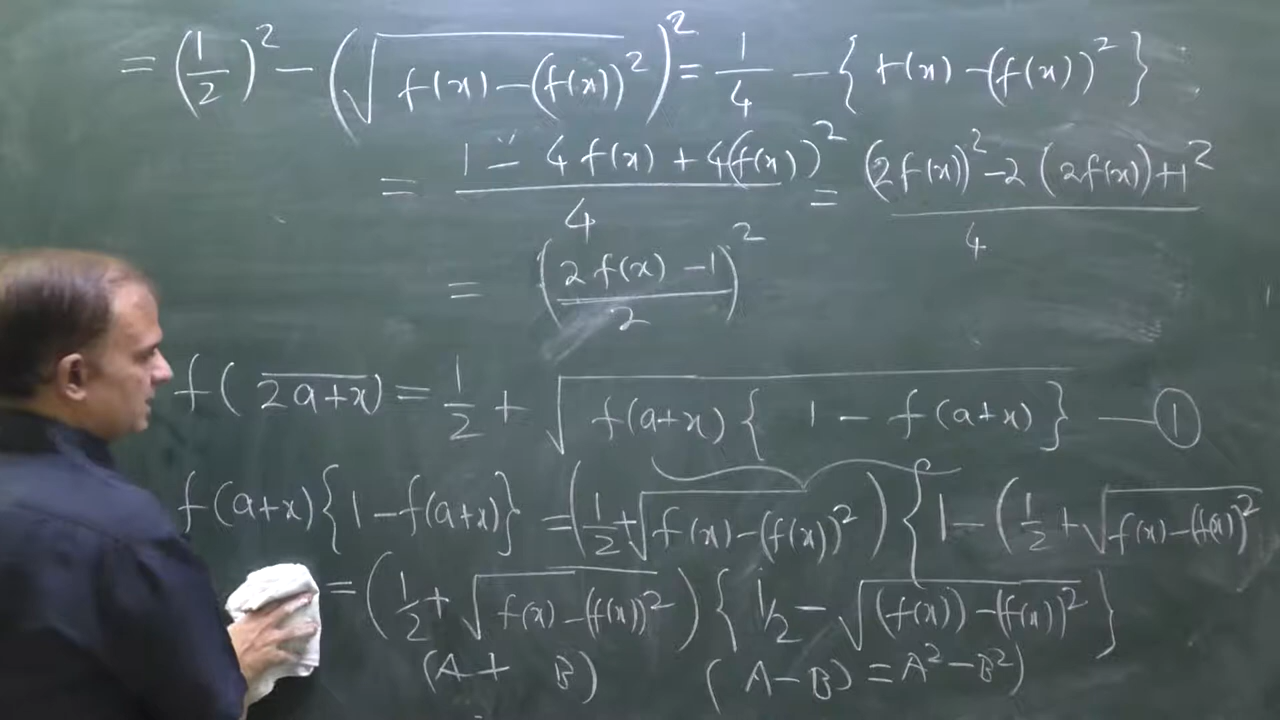 = (1/2)² - (√(f(x) - (f(x))²))² = 1/4 - { f(x) - (f(x))² }
= (1 - 4f(x) + 4(f(x))²)/4 = ((2f(x))² - 2(2f(x)) + 1²)/4
= ((2f(x) - 1)/2)²
f(2a+x) = 1/2 + √(f(a+x){ 1 - f(a+x)}) — ①
f(a+x){1 - f(a+x)} = (1/2 + √(f(x) - (f(x))²)) {1 - (1/2 + √(f(x) - (f(x))²
= (1/2 + √(f(x) - (f(x))²)) {1/2 - √((f(x)) - (f(x))²)}
(A + B) (A - B) = A² - B²)